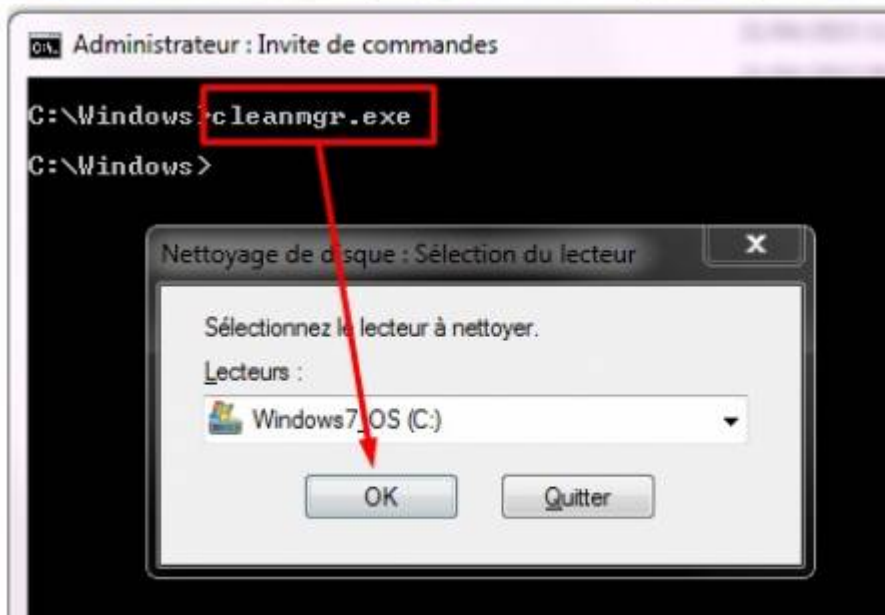 Administrateur : Invite de commandes
C:\Windows>cleanmgr.exe
C:\Windows>
Nettoyage de disque : Sélection du lecteur
Sélectionnez le lecteur à nettoyer.
Lecteurs :
Windows7_OS (C:)
OK
Quitter